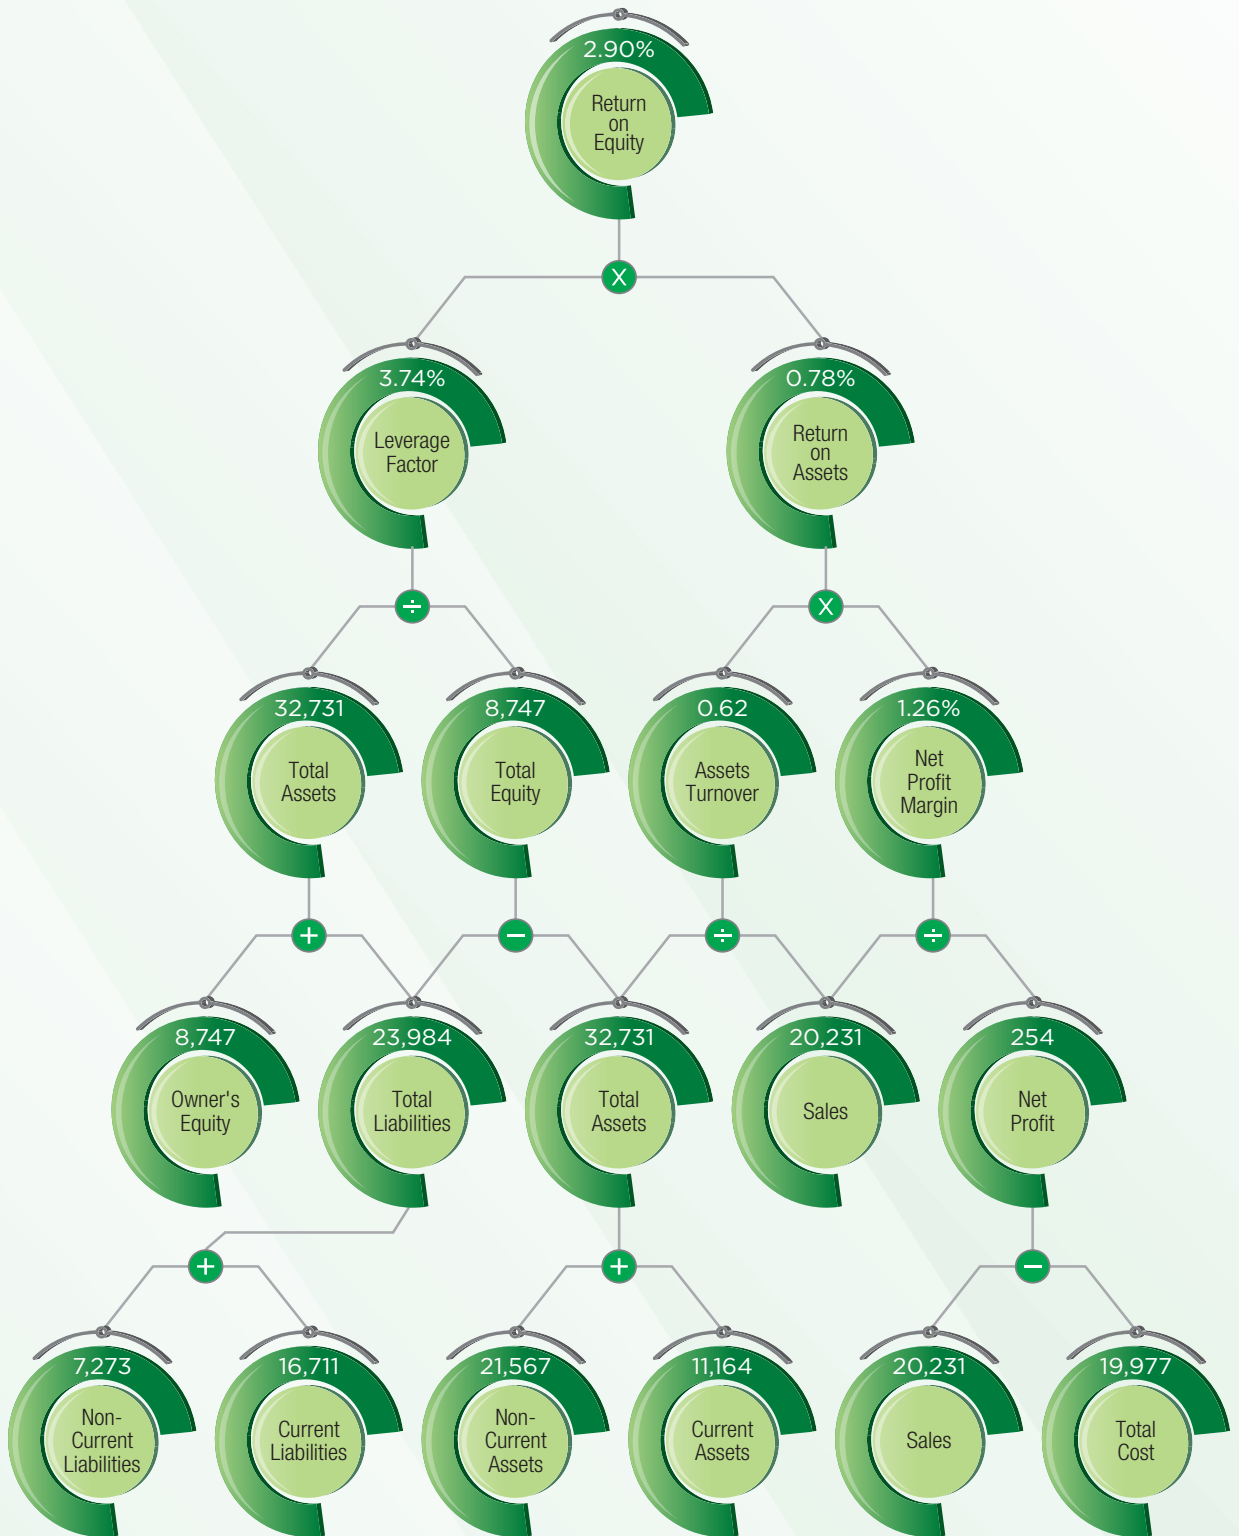 2.90%
Return
on
Equity
X
3.74%
Leverage
Factor
0.78%
Return
on
Assets
÷
X
32,731
Total
Assets
8,747
Total
Equity
0.62
Assets
Turnover
1.26%
Net
Profit
Margin
+
−
÷
÷
8,747
Owner's
Equity
23,984
Total
Liabilities
32,731
Total
Assets
20,231
Sales
254
Net
Profit
+
+
−
7,273
Non-
Current
Liabilities
16,711
Current
Liabilities
21,567
Non-
Current
Assets
11,164
Current
Assets
20,231
Sales
19,977
Total
Cost